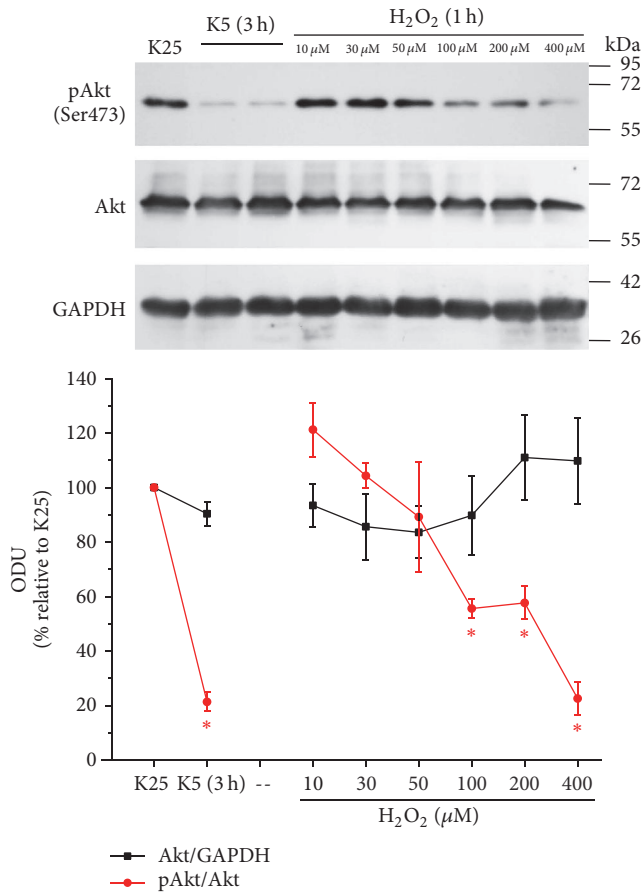 K25 K5 (3 h) H₂O₂ (1 h)
10 μM 30 μM 50 μM 100 μM 200 μM 400 μM kDa
pAkt
(Ser473)
95
72
55
Akt
72
55
GAPDH
42
26
ODU
(% relative to K25)
140
120
100
80
60
40
20
0
* * * *
K25 K5 (3 h) -- 10 30 50 100 200 400
H₂O₂ (μM)
Akt/GAPDH
pAkt/Akt